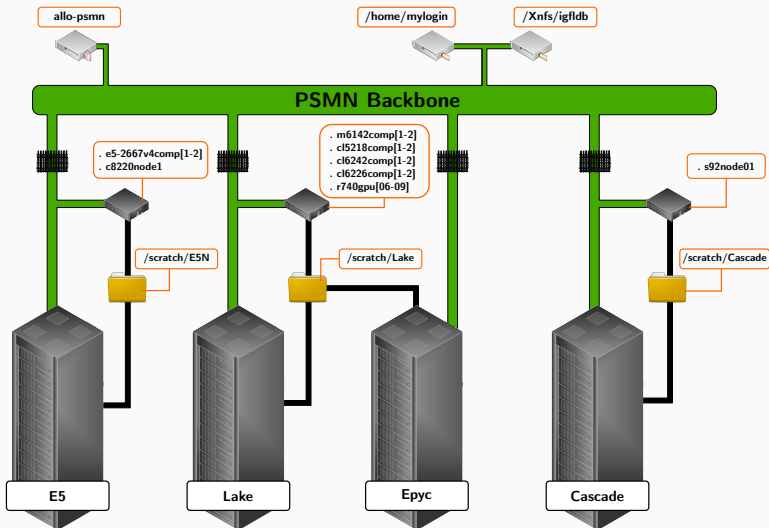 allo-psmn
/home/mylogin
/Xnfs/igfldb
PSMN Backbone
. e5-2667v4comp[1-2]
. c8220node1
. m6142comp[1-2]
. cl5218comp[1-2]
. cl6242comp[1-2]
. cl6226comp[1-2]
. r740gpu[06-09]
. s92node01
/scratch/E5N
/scratch/Lake
/scratch/Cascade
E5
Lake
Epyc
Cascade